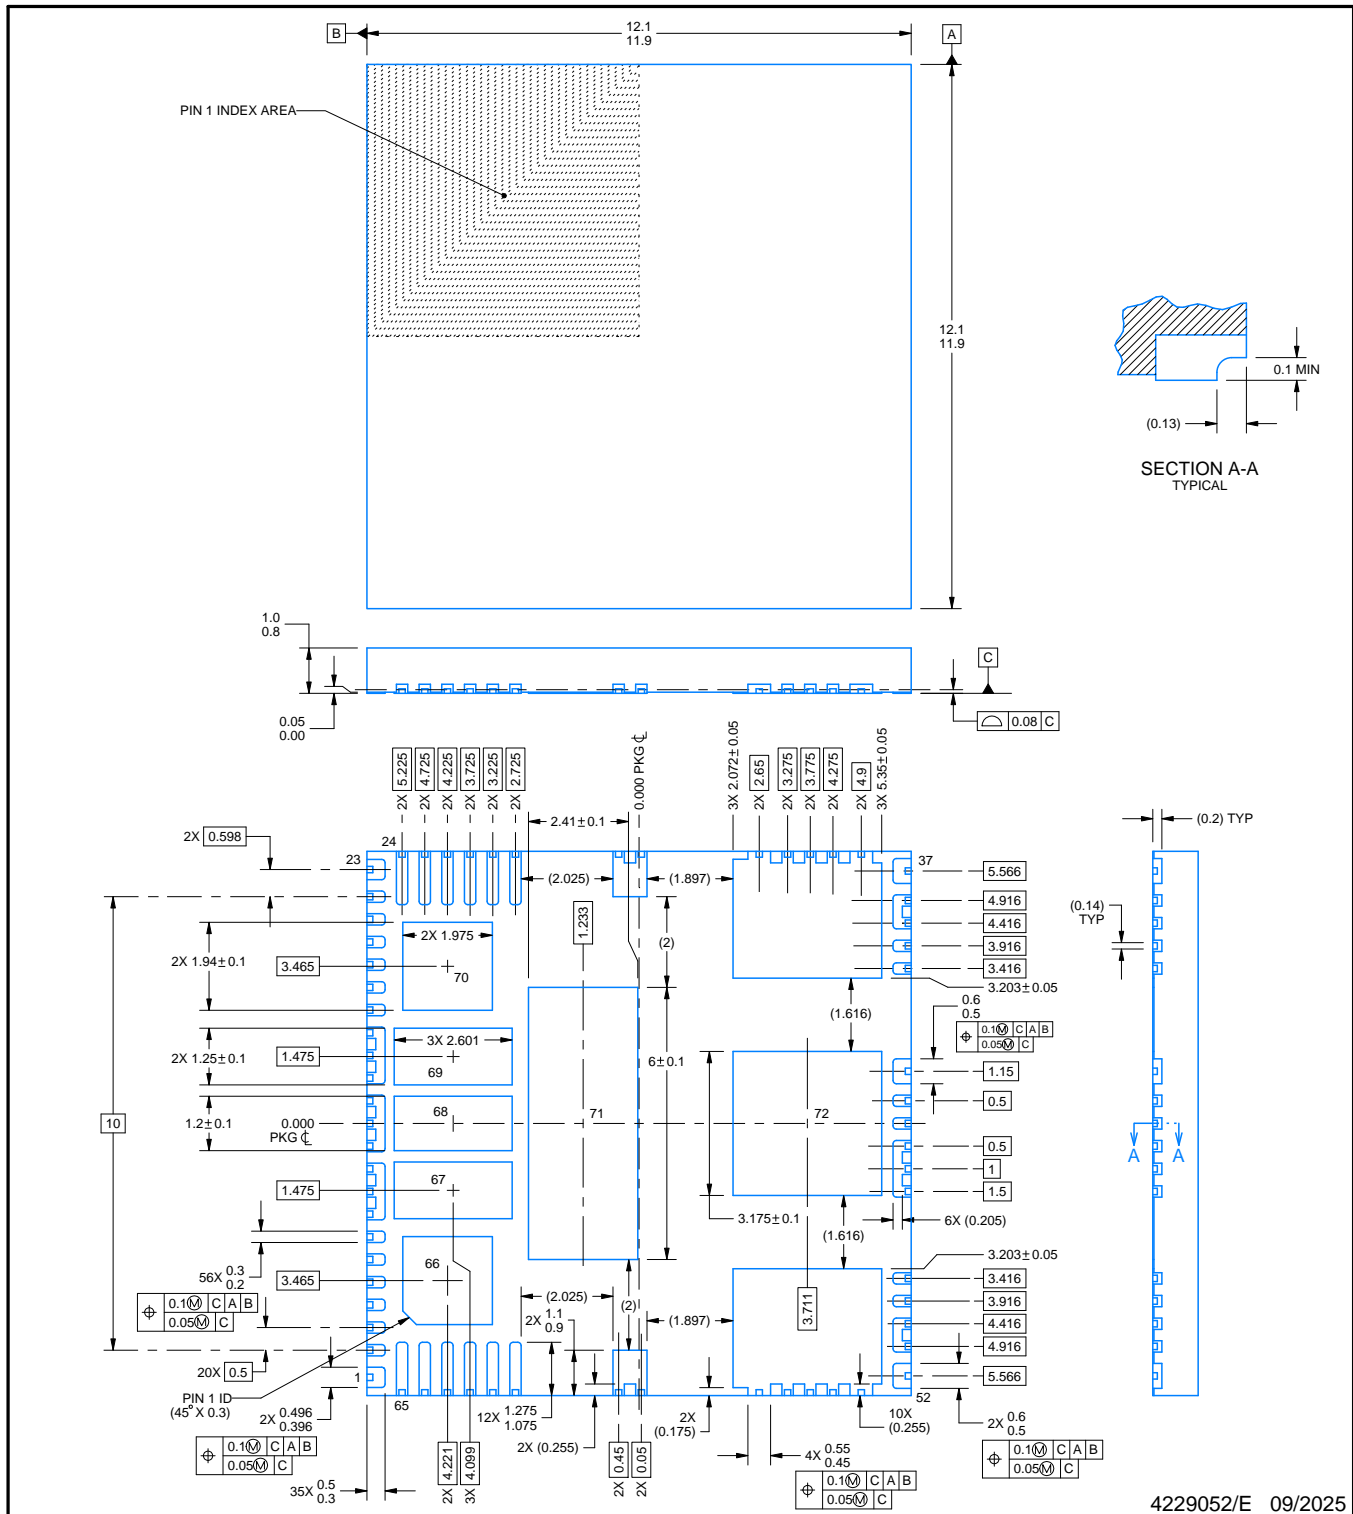 B
12.1
11.9
A
PIN 1 INDEX AREA
12.1
11.9
0.1 MIN
(0.13)
SECTION A-A
TYPICAL
1.0
0.8
C
0.05
0.00
0.08 C
2X 5.225
2X 4.725
2X 4.225
2X 3.725
2X 3.225
2X 2.725
0.000 PKG ℄
3X 2.072± 0.05
2X 2.65
2X 3.275
2X 3.775
2X 4.275
2X 4.9
3X 5.35± 0.05
2.41± 0.1
(0.2) TYP
2X 0.598
24
23
37
(2.025)
(1.897)
5.566
4.916
4.416
3.916
3.416
(0.14)
TYP
1.233
(2)
2X 1.975
2X 1.94± 0.1
3.465
70
3.203± 0.05
(1.616)
0.6
0.5
0.1Ⓜ C A B
0.05Ⓜ C
3X 2.601
2X 1.25± 0.1
1.475
69
6± 0.1
1.15
0.5
10
1.2± 0.1
0.000
PKG ℄
68
71
72
0.5
1
1.5
A A
1.475
67
3.175± 0.1
6X (0.205)
(1.616)
56X 0.3
0.2
0.1Ⓜ C A B
0.05Ⓜ C
3.465
66
3.203± 0.05
3.416
3.916
4.416
4.916
5.566
(2.025)
(2)
2X 1.1
0.9
(1.897)
3.711
20X 0.5
1
PIN 1 ID
(45° X 0.3)
65
52
2X 0.496
0.396
0.1Ⓜ C A B
0.05Ⓜ C
12X 1.275
1.075
2X (0.255)
2X
(0.175)
10X
(0.255)
2X 0.6
0.5
0.1Ⓜ C A B
0.05Ⓜ C
4X 0.55
0.45
0.1Ⓜ C A B
0.05Ⓜ C
35X 0.5
0.3
2X 4.221
3X 4.099
2X 0.45
2X 0.05
4229052/E 09/2025